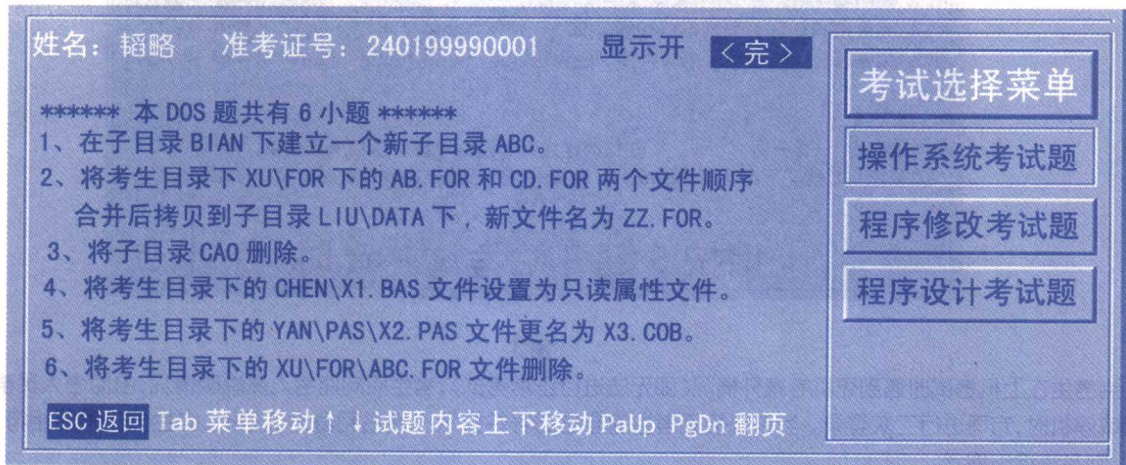 姓名：韬略 准考证号：240199990001 显示开 <完>
****** 本 DOS 题共有 6 小题 ******
1、在子目录 BIAN 下建立一个新子目录 ABC。
2、将考生目录下 XU\FOR 下的 AB.FOR 和 CD.FOR 两个文件顺序
合并后拷贝到子目录 LIU\DATA 下，新文件名为 ZZ.FOR。
3、将子目录 CAO 删除。
4、将考生目录下的 CHEN\X1.BAS 文件设置为只读属性文件。
5、将考生目录下的 YAN\PAS\X2.PAS 文件更名为 X3.COB。
6、将考生目录下的 XU\FOR\ABC.FOR 文件删除。
ESC 返回 Tab 菜单移动↑↓试题内容上下移动 PaUp PgDn 翻页
考试选择菜单
操作系统考试题
程序修改考试题
程序设计考试题